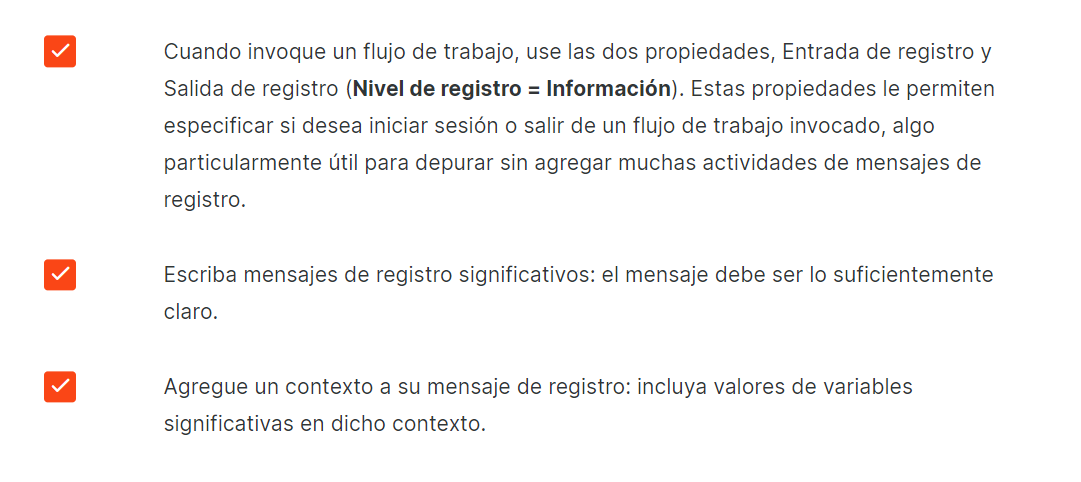 Cuando invoque un flujo de trabajo, use las dos propiedades, Entrada de registro y
Salida de registro (Nivel de registro = Información). Estas propiedades le permiten
especificar si desea iniciar sesión o salir de un flujo de trabajo invocado, algo
particularmente útil para depurar sin agregar muchas actividades de mensajes de
registro.
Escriba mensajes de registro significativos: el mensaje debe ser lo suficientemente
claro.
Agregue un contexto a su mensaje de registro: incluya valores de variables
significativas en dicho contexto.